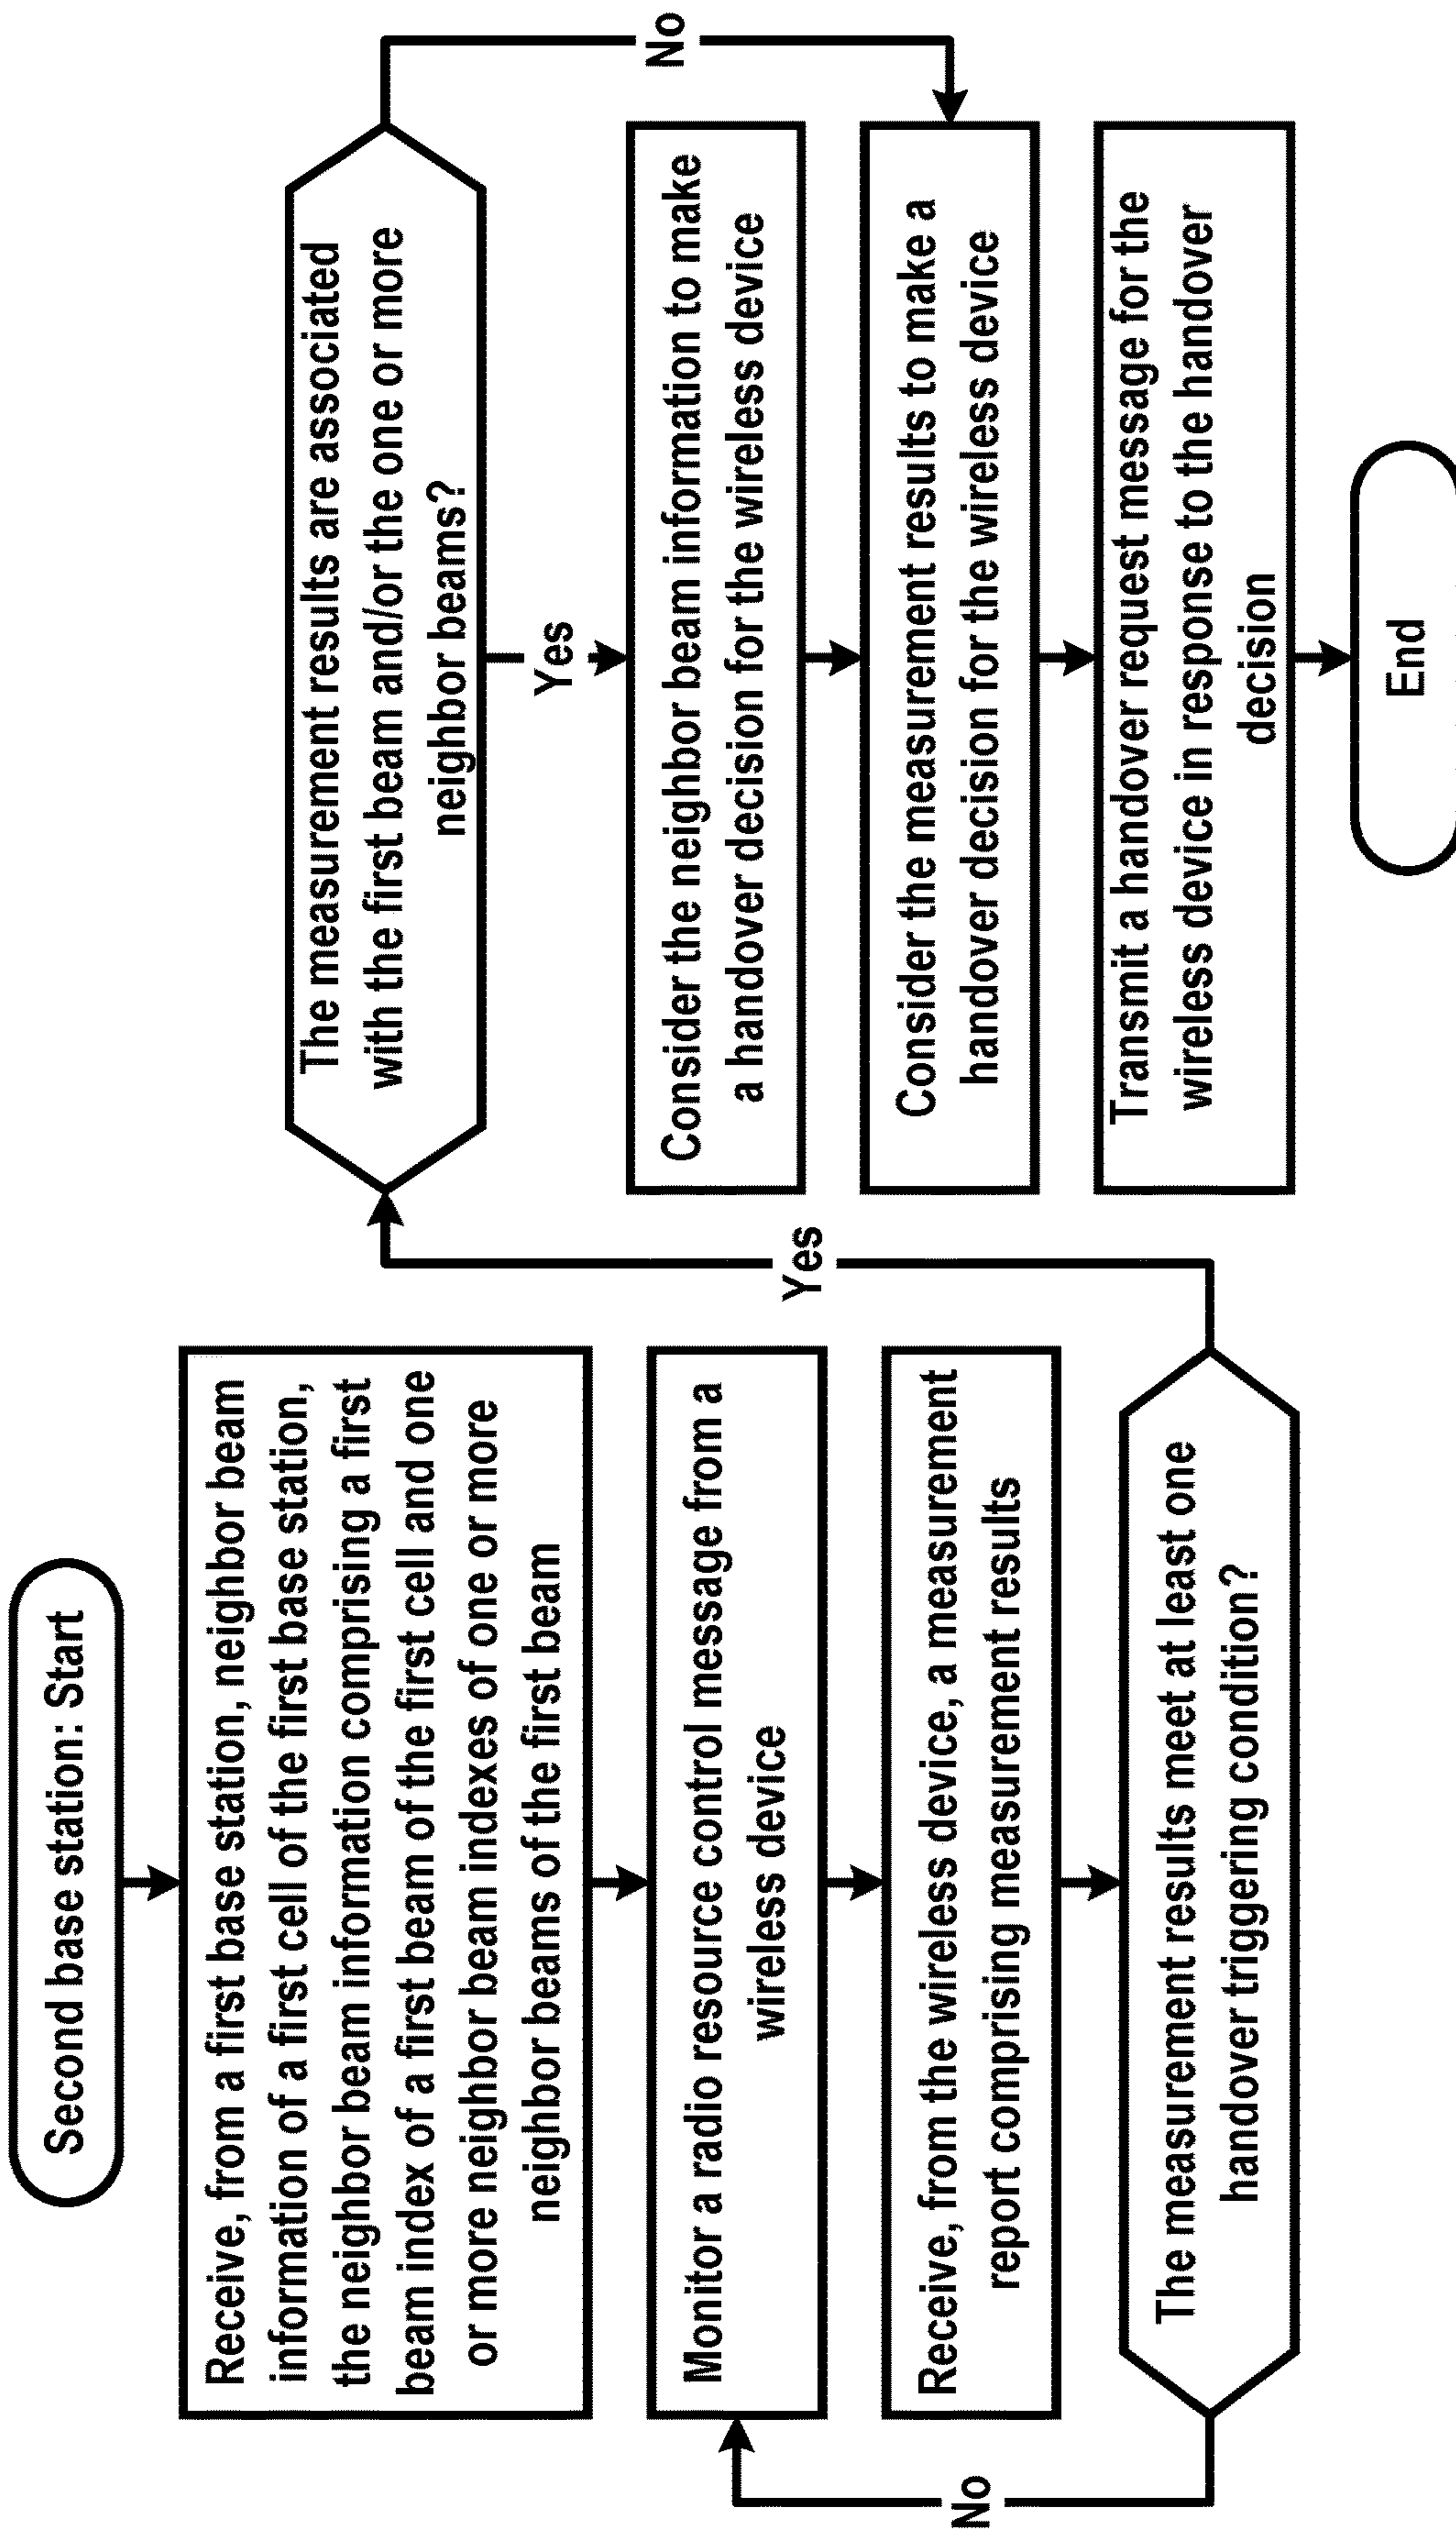 Second base station: Start
Receive, from a first base station, neighbor beam
information of a first cell of the first base station,
the neighbor beam information comprising a first
beam index of a first beam of the first cell and one
or more neighbor beam indexes of one or more
neighbor beams of the first beam
Monitor a radio resource control message from a
wireless device
Receive, from the wireless device, a measurement
report comprising measurement results
The measurement results meet at least one
handover triggering condition?
No
Yes
The measurement results are associated
with the first beam and/or the one or more
neighbor beams?
Yes
No
Consider the neighbor beam information to make
a handover decision for the wireless device
Consider the measurement results to make a
handover decision for the wireless device
Transmit a handover request message for the
wireless device in response to the handover
decision
End